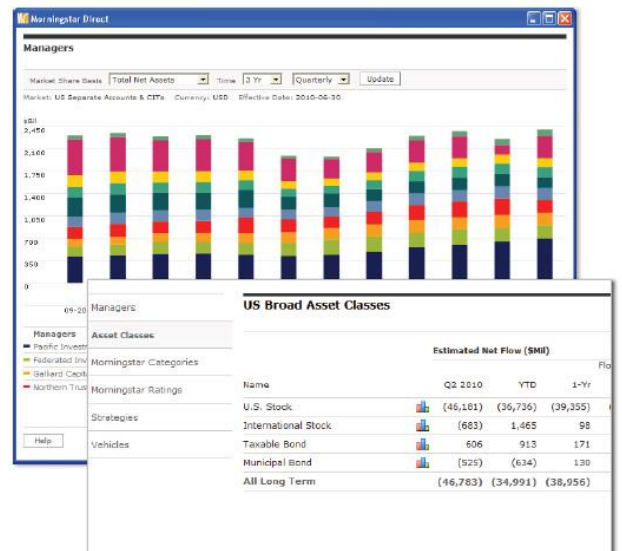 Morningstar Direct
Managers
Market Share Basis Total Net Assets Time 3 Yr Quarterly Update
Market: US Separate Accounts & CITs Currency: USD Effective Date: 2010-06-30
$Bil
2,450
2,100
1,750
1,400
1,050
700
350
0
09-20
Managers
Pacific Invest
Federated Inv
Galliard Capit
Northern Trus
Help
Managers
Asset Classes
Morningstar Categories
Morningstar Ratings
Strategies
Vehicles
US Broad Asset Classes
Estimated Net Flow ($Mil)
Flo
Name Q2 2010 YTD 1-Yr
U.S. Stock (46,181) (36,736) (39,355)
International Stock (683) 1,465 98
Taxable Bond 606 913 171
Municipal Bond (525) (634) 130
All Long Term (46,783) (34,991) (38,956)